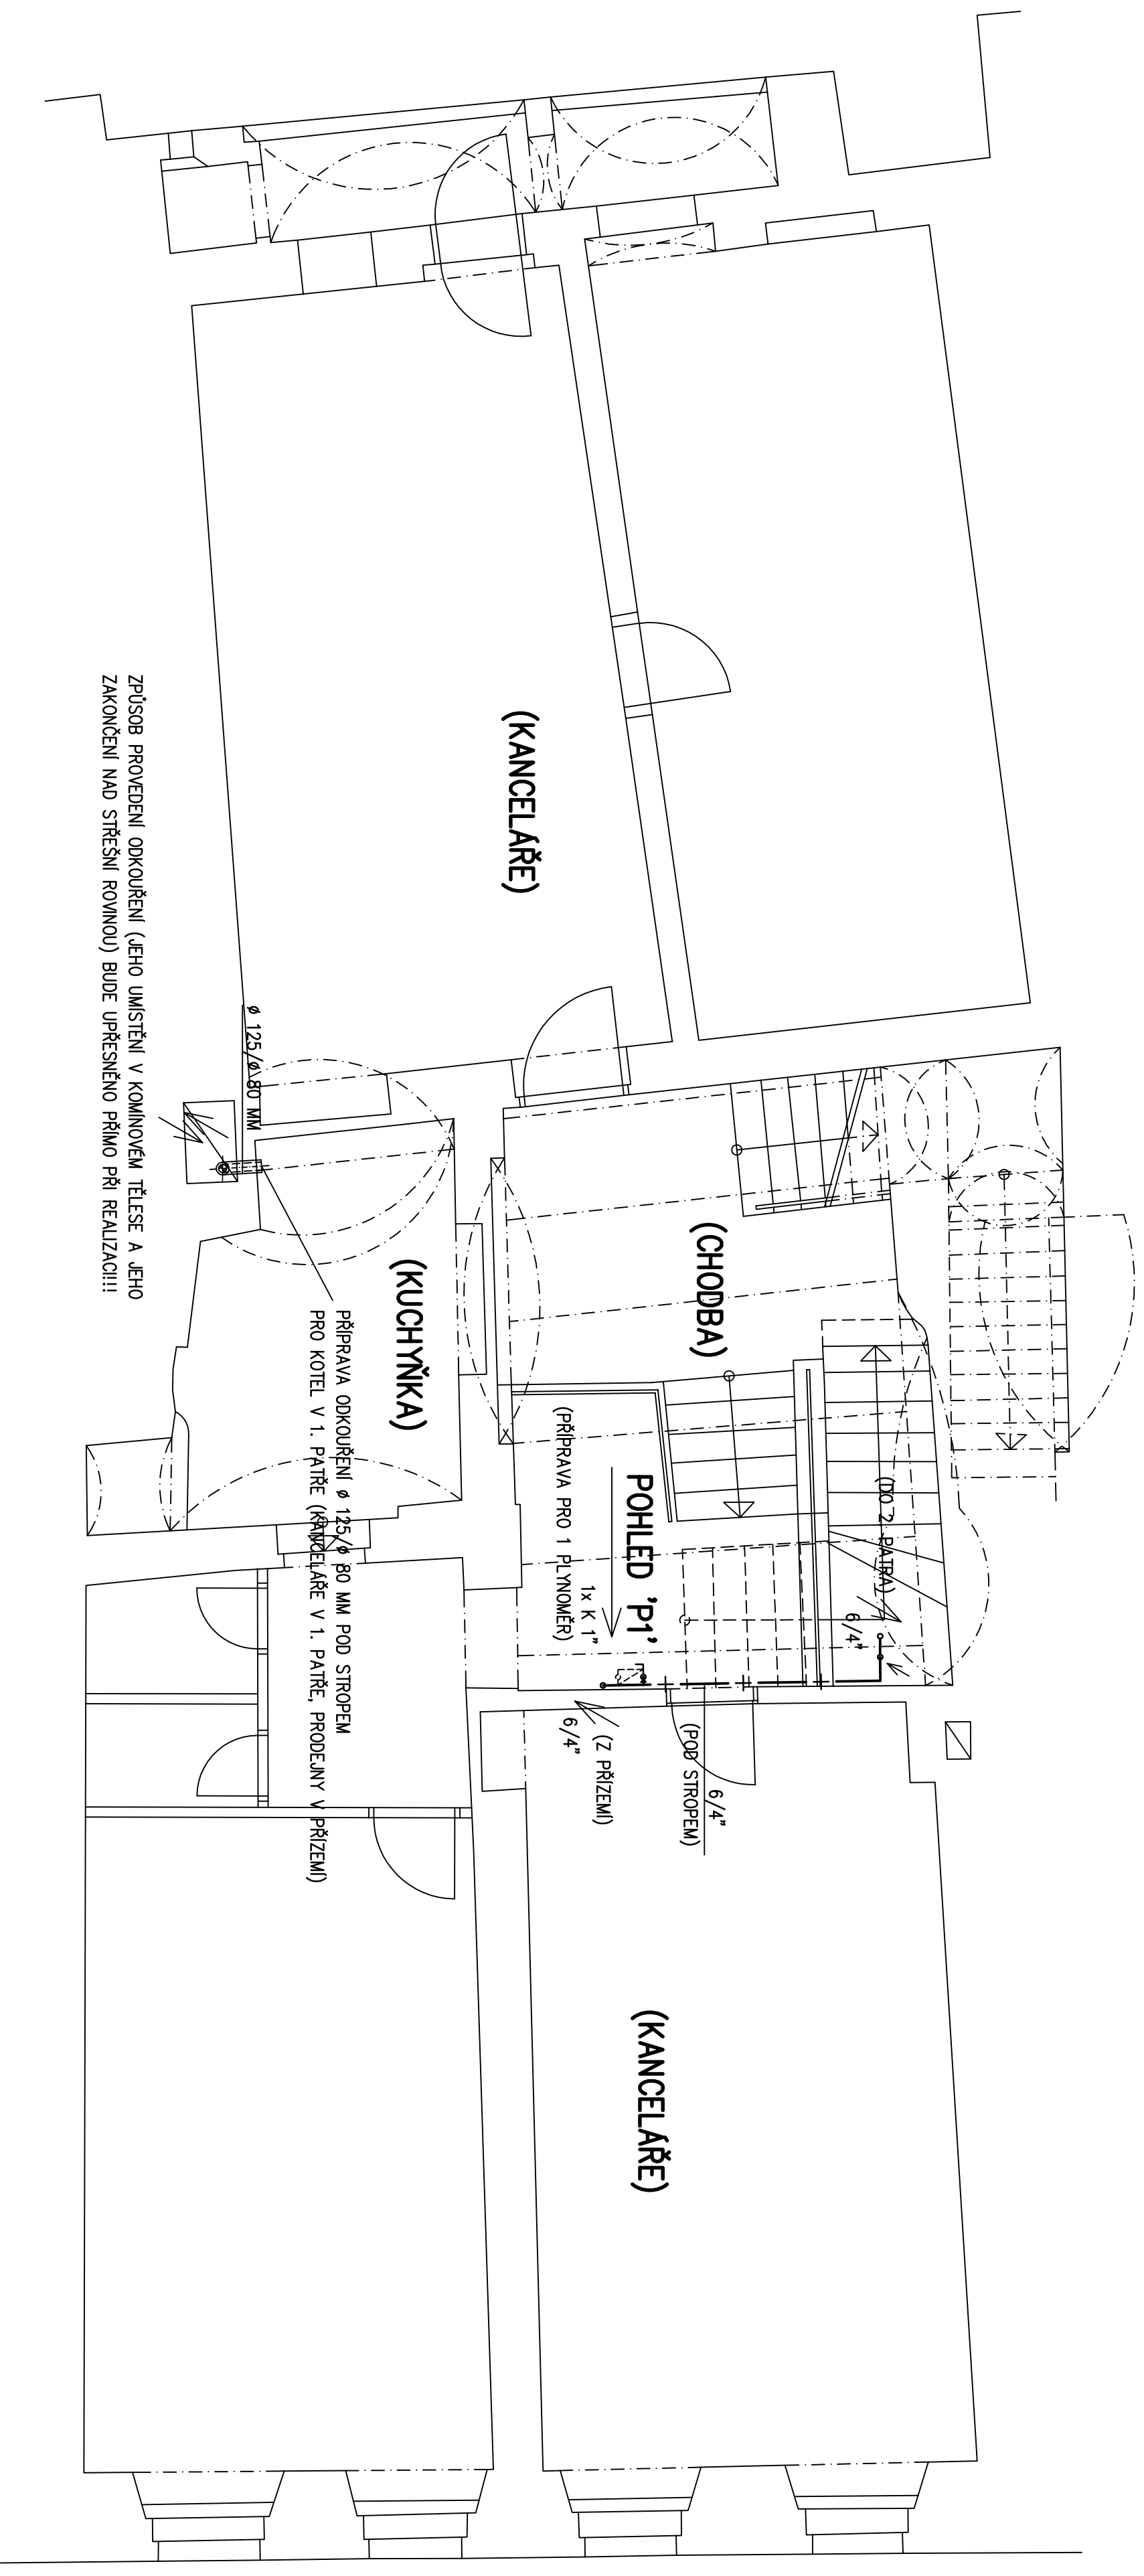 (KANCELÁŘE)
ZPŮSOB PROVEDENÍ ODKOUŘENÍ (JEHO UMÍSTĚNÍ V KOMÍNOVÉM TĚLESE A JEHO
ZAKONČENÍ NAD STŘEŠNÍ ROVINOU) BUDE UPŘESNĚNO PŘÍMO PŘI REALIZACI!!!
ø 125/ø 80 MM
(CHODBA)
(KUCHYŇKA)
PŘÍPRAVA ODKOUŘENÍ ø 125/ø 80 MM POD STROPEM
PRO KOTEL V 1. PATŘE (KANCELÁŘE V 1. PATŘE, PRODEJNY V PŘÍZEMÍ)
(DO 2 PATRA)
6/4"
POHLED 'P1'
1x K 1"
(PŘÍPRAVA PRO 1 PLYNOMĚR)
6/4"
(POD STROPEM)
(Z PŘÍZEMÍ)
6/4"
(KANCELÁŘE)